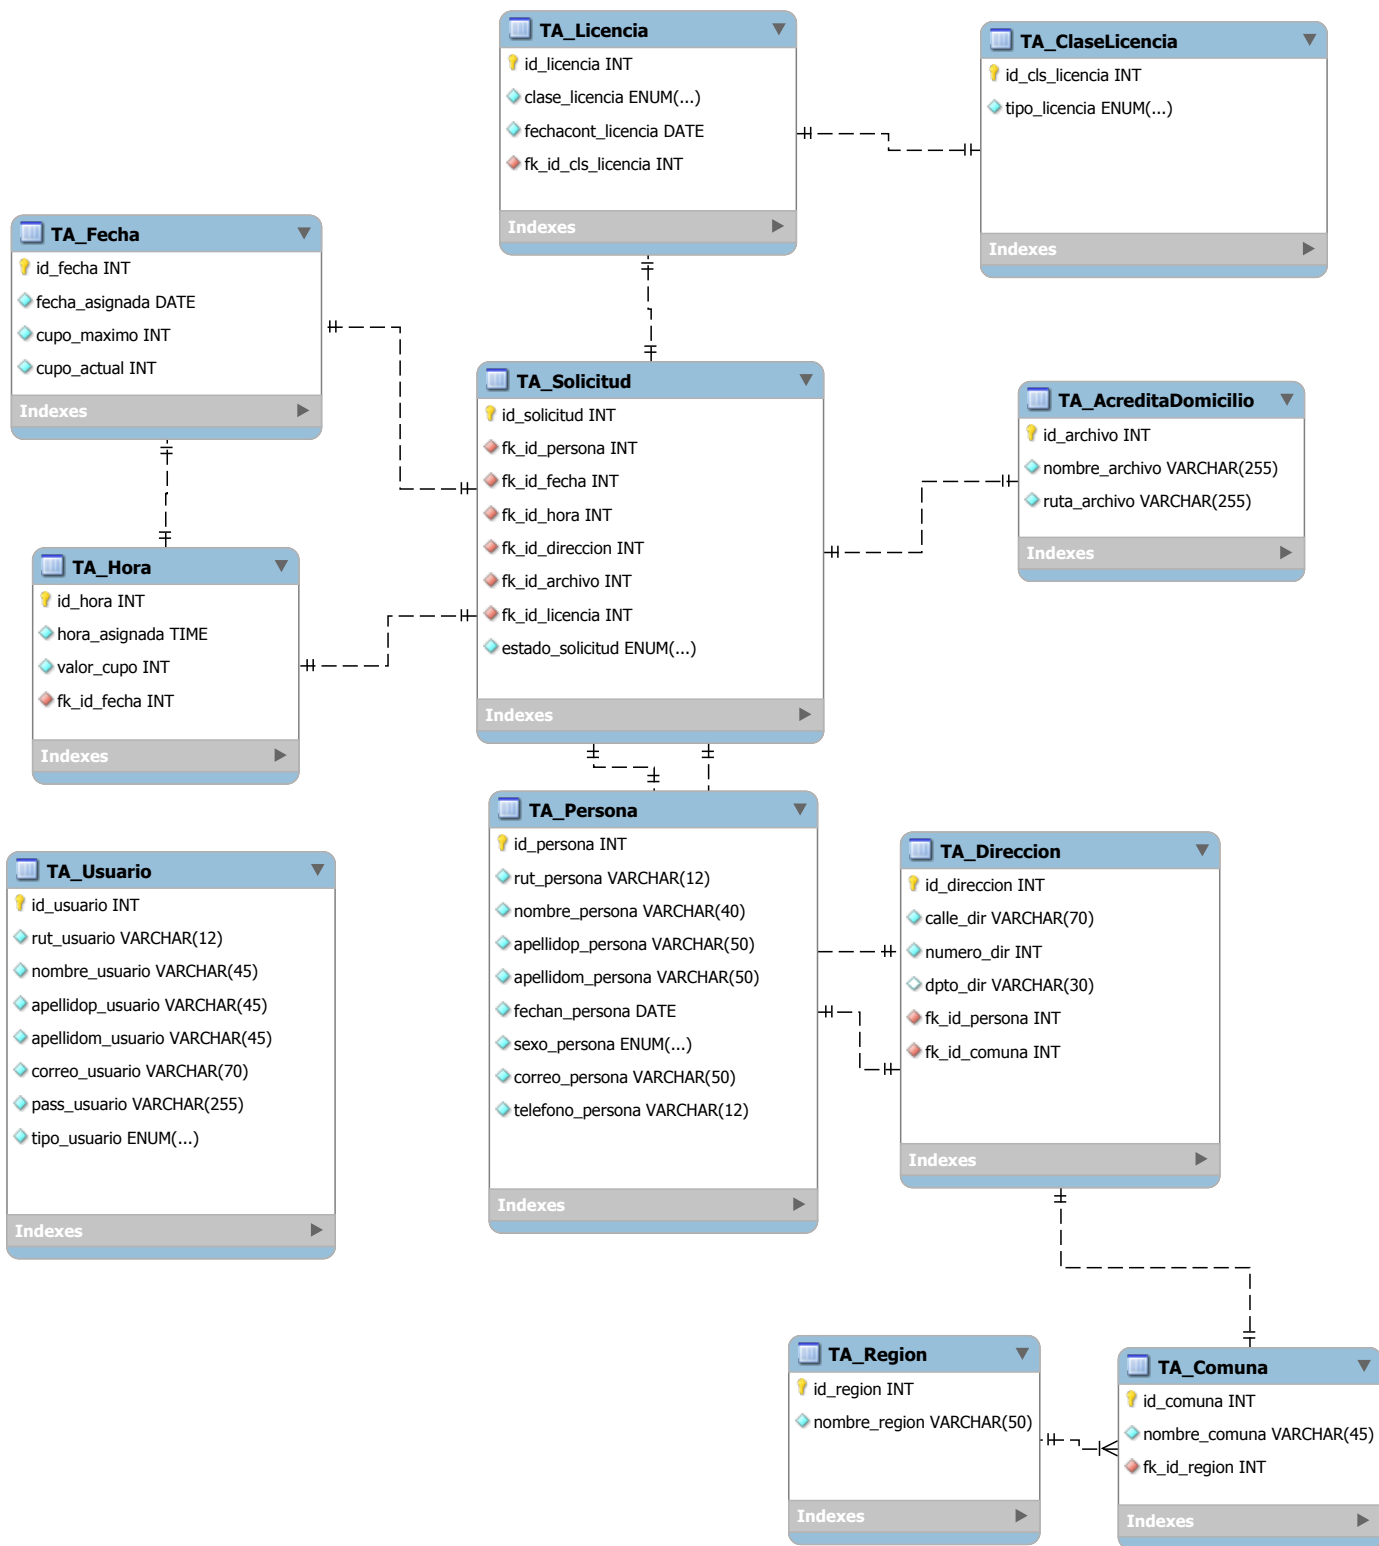 TA_Licencia
id_licencia INT
clase_licencia ENUM(...)
fechacont_licencia DATE
fk_id_cls_licencia INT
Indexes
TA_ClaseLicencia
id_cls_licencia INT
tipo_licencia ENUM(...)
Indexes
TA_Fecha
id_fecha INT
fecha_asignada DATE
cupo_maximo INT
cupo_actual INT
Indexes
TA_Solicitud
id_solicitud INT
fk_id_persona INT
fk_id_fecha INT
fk_id_hora INT
fk_id_direccion INT
fk_id_archivo INT
fk_id_licencia INT
estado_solicitud ENUM(...)
Indexes
TA_AcreditaDomicilio
id_archivo INT
nombre_archivo VARCHAR(255)
ruta_archivo VARCHAR(255)
Indexes
TA_Hora
id_hora INT
hora_asignada TIME
valor_cupo INT
fk_id_fecha INT
Indexes
TA_Usuario
id_usuario INT
rut_usuario VARCHAR(12)
nombre_usuario VARCHAR(45)
apellidop_usuario VARCHAR(45)
apellidom_usuario VARCHAR(45)
correo_usuario VARCHAR(70)
pass_usuario VARCHAR(255)
tipo_usuario ENUM(...)
Indexes
TA_Persona
id_persona INT
rut_persona VARCHAR(12)
nombre_persona VARCHAR(40)
apellidop_persona VARCHAR(50)
apellidom_persona VARCHAR(50)
fechan_persona DATE
sexo_persona ENUM(...)
correo_persona VARCHAR(50)
telefono_persona VARCHAR(12)
Indexes
TA_Direccion
id_direccion INT
calle_dir VARCHAR(70)
numero_dir INT
dpto_dir VARCHAR(30)
fk_id_persona INT
fk_id_comuna INT
Indexes
TA_Region
id_region INT
nombre_region VARCHAR(50)
Indexes
TA_Comuna
id_comuna INT
nombre_comuna VARCHAR(45)
fk_id_region INT
Indexes